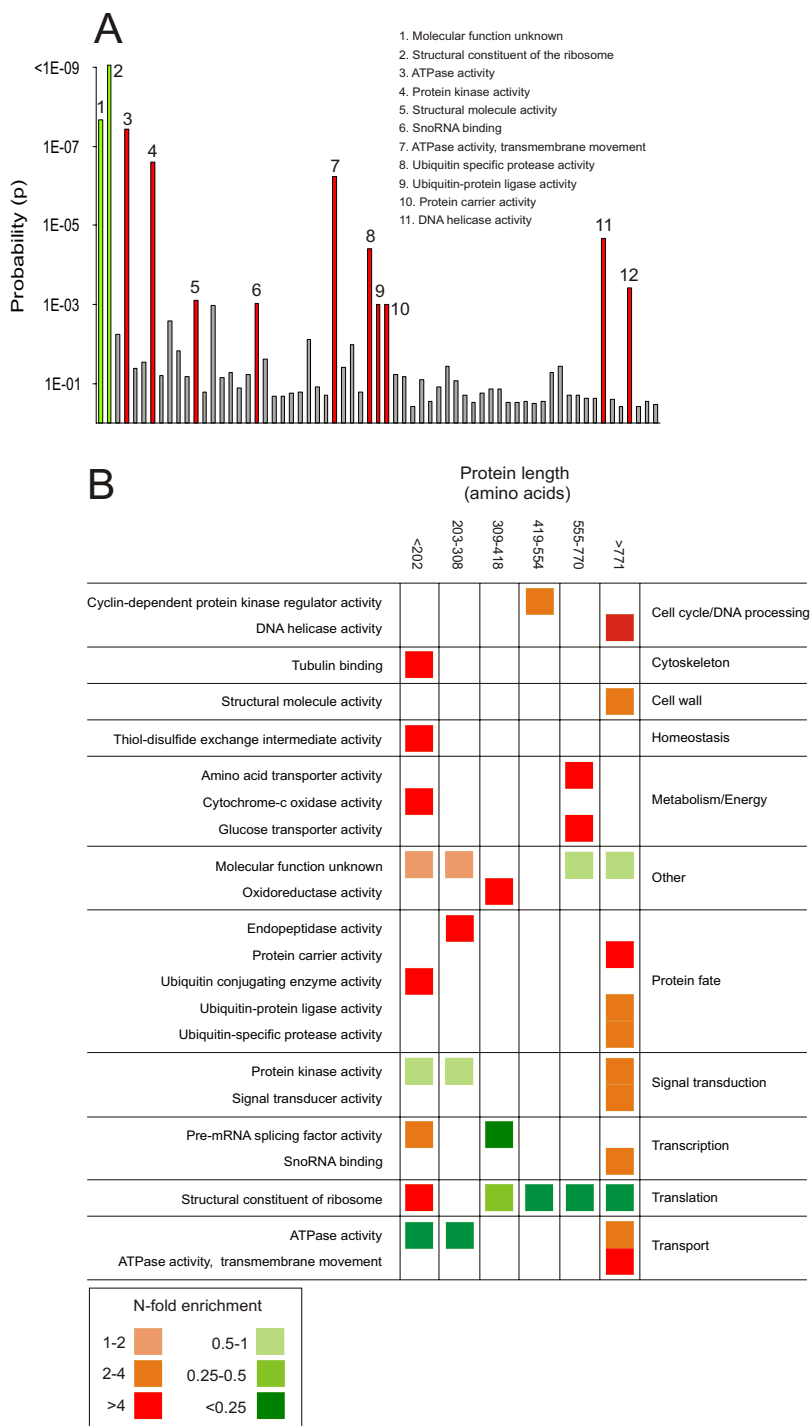 A
1. Molecular function unknown
2. Structural constituent of the ribosome
3. ATPase activity
4. Protein kinase activity
5. Structural molecule activity
6. SnoRNA binding
7. ATPase activity, transmembrane movement
8. Ubiquitin specific protease activity
9. Ubiquitin-protein ligase activity
10. Protein carrier activity
11. DNA helicase activity
Probability (p)
<1E-09
1E-07
1E-05
1E-03
1E-01
1
2
3
4
5
6
7
8
9
10
11
12
B
Protein length
(amino acids)
<202
203-308
309-418
419-554
555-770
>771
Cyclin-dependent protein kinase regulator activity
DNA helicase activity
Cell cycle/DNA processing
Tubulin binding
Cytoskeleton
Structural molecule activity
Cell wall
Thiol-disulfide exchange intermediate activity
Homeostasis
Amino acid transporter activity
Cytochrome-c oxidase activity
Glucose transporter activity
Metabolism/Energy
Molecular function unknown
Oxidoreductase activity
Other
Endopeptidase activity
Protein carrier activity
Ubiquitin conjugating enzyme activity
Ubiquitin-protein ligase activity
Ubiquitin-specific protease activity
Protein fate
Protein kinase activity
Signal transducer activity
Signal transduction
Pre-mRNA splicing factor activity
SnoRNA binding
Transcription
Structural constituent of ribosome
Translation
ATPase activity
ATPase activity, transmembrane movement
Transport
N-fold enrichment
1-2
0.5-1
2-4
0.25-0.5
>4
<0.25